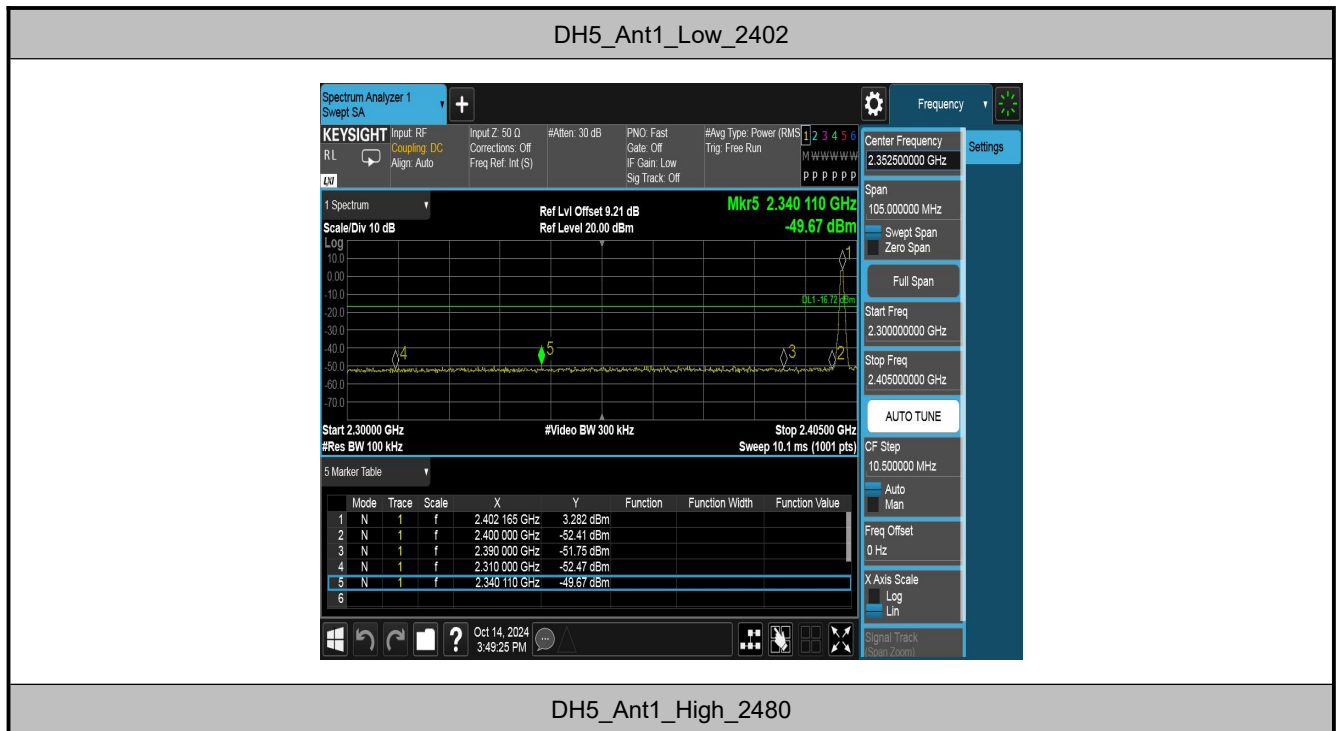 DH5_Ant1_Low_2402
Spectrum Analyzer 1
Swept SA
Frequency
KEYSIGHT
R L
LXI
Input: RF
Coupling: DC
Align: Auto
Input Z: 50 Ω
Corrections: Off
Freq Ref: Int (S)
#Atten: 30 dB
PNO: Fast
Gate: Off
IF Gain: Low
Sig Track: Off
#Avg Type: Power (RMS
Trig: Free Run
1 2 3 4 5 6
M W W W W W
P P P P P P
1 Spectrum
Scale/Div 10 dB
Ref Lvl Offset 9.21 dB
Ref Level 20.00 dBm
Mkr5 2.340 110 GHz
-49.67 dBm
Log
10.0
0.00
-10.0
-20.0
-30.0
-40.0
-50.0
-60.0
-70.0
1
DL1 -16.72 dBm
4
5
3
2
Start 2.30000 GHz
#Video BW 300 kHz
Stop 2.40500 GHz
#Res BW 100 kHz
Sweep 10.1 ms (1001 pts)
5 Marker Table
Mode Trace Scale X Y Function Function Width Function Value
1 N 1 f 2.402 165 GHz 3.282 dBm
2 N 1 f 2.400 000 GHz -52.41 dBm
3 N 1 f 2.390 000 GHz -51.75 dBm
4 N 1 f 2.310 000 GHz -52.47 dBm
5 N 1 f 2.340 110 GHz -49.67 dBm
6
Oct 14, 2024
3:49:25 PM
Center Frequency
2.352500000 GHz
Settings
Span
105.000000 MHz
Swept Span
Zero Span
Full Span
Start Freq
2.300000000 GHz
Stop Freq
2.405000000 GHz
AUTO TUNE
CF Step
10.500000 MHz
Auto
Man
Freq Offset
0 Hz
X Axis Scale
Log
Lin
Signal Track
(Span Zoom)
DH5_Ant1_High_2480